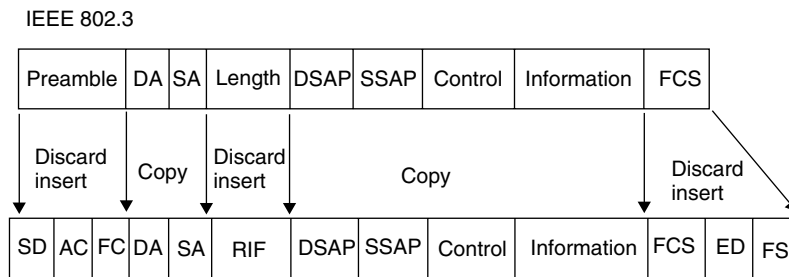 IEEE 802.3
Preamble DA SA Length DSAP SSAP Control Information FCS
Discard insert
Copy
Discard insert
Copy
Discard insert
SD AC FC DA SA RIF DSAP SSAP Control Information FCS ED FS